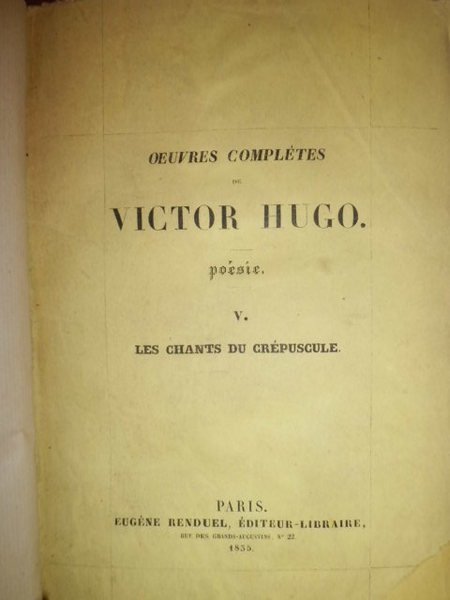 OEUVRES COMPLÈTES
DE
VICTOR HUGO.
poésie.
V.
LES CHANTS DU CRÉPUSCULE.
PARIS.
EUGÈNE RENDUEL, ÉDITEUR-LIBRAIRE,
RUE DES GRANDS-AUGUSTINS, N° 22.
1835.